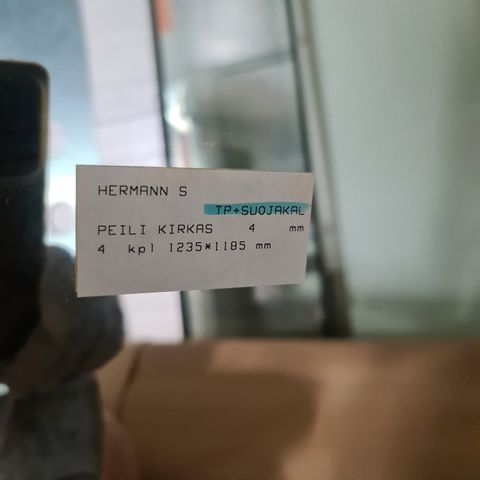 HERMANN S
TP+SUOJAKAL
PEILI KIRKAS 4 mm
4 kpl 1235*1185 mm